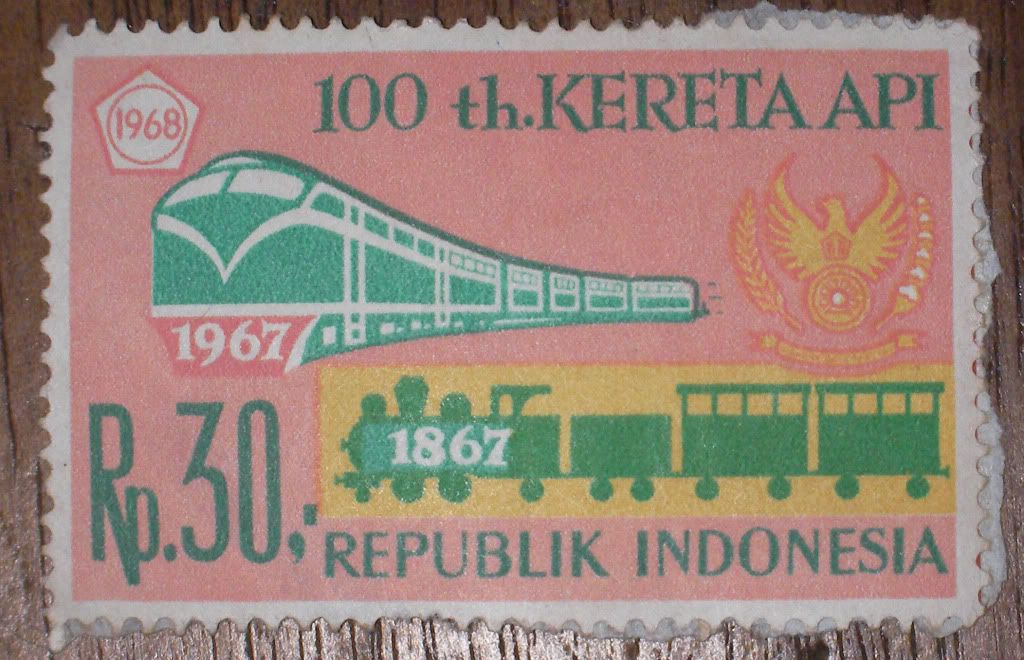 1968
100 th.KERETA API
1967
1867
Rp.30,-
REPUBLIK INDONESIA